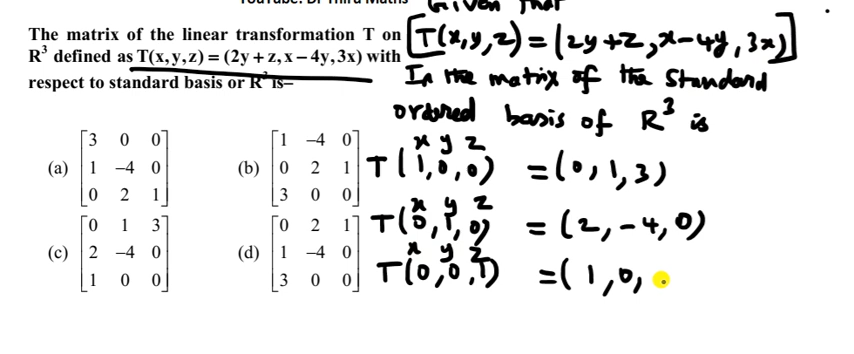 Given that
The matrix of the linear transformation T on
R³ defined as T(x,y,z) = (2y+z, x–4y, 3x) with
respect to standard basis or R³ is–
[T(x,y,z) = (2y+z, x-4y, 3x)]
In the matrix of the Standard
ordered basis of R³ is
(a) [3 0 0
1 –4 0
0 2 1]
(b) [1 –4 0
0 2 1
3 0 0]
(c) [0 1 3
2 –4 0
1 0 0]
(d) [0 2 1
1 –4 0
3 0 0]
x y z
T(1,0,0) = (0,1,3)
x y z
T(0,1,0) = (2,-4,0)
x y z
T(0,0,1) = (1,0,